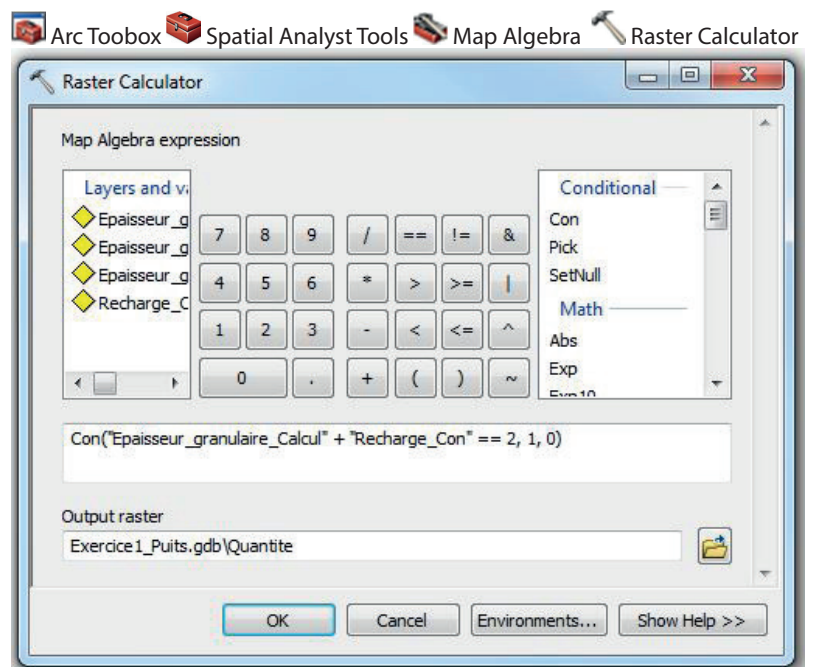 Arc Toobox Spatial Analyst Tools Map Algebra Raster Calculator
Raster Calculator
Map Algebra expression
Layers and va
Epaisseur_g
Epaisseur_g
Epaisseur_g
Recharge_C
7 8 9 / == != &
4 5 6 * > >= |
1 2 3 - < <= ^
0 . + ( ) ~
Conditional
Con
Pick
SetNull
Math
Abs
Exp
Exp10
Con("Epaisseur_granulaire_Calcul" + "Recharge_Con" == 2, 1, 0)
Output raster
Exercice1_Puits.gdb\Quantite
OK Cancel Environments... Show Help >>